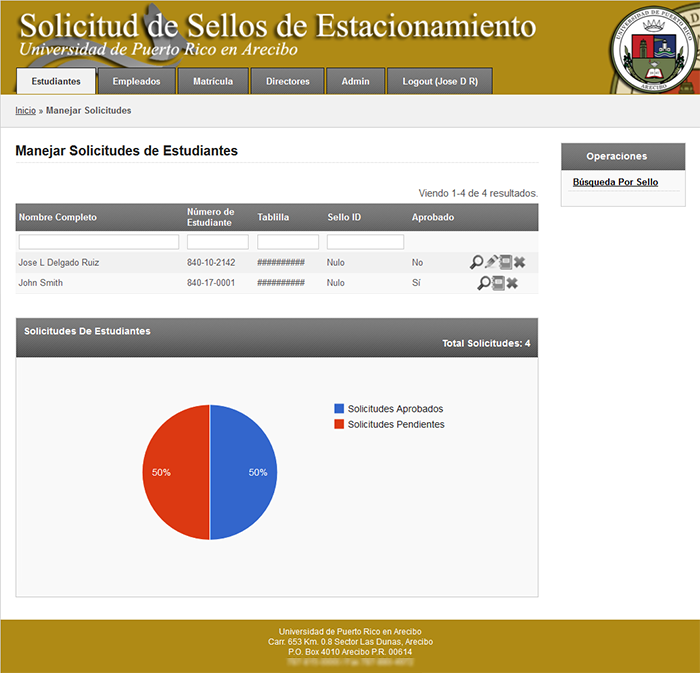 Solicitud de Sellos de Estacionamiento
Universidad de Puerto Rico en Arecibo
UNIVERSIDAD DE PUERTO RICO
ARECIBO
Estudiantes Empleados Matrícula Directores Admin Logout (Jose D R)
Inicio » Manejar Solicitudes
Manejar Solicitudes de Estudiantes
Operaciones
Búsqueda Por Sello
Viendo 1-4 de 4 resultados.
Nombre Completo Número de Estudiante Tablilla Sello ID Aprobado
Jose L Delgado Ruiz 840-10-2142 ########## Nulo No
John Smith 840-17-0001 ########## Nulo Sí
Solicitudes De Estudiantes
Total Solicitudes: 4
Solicitudes Aprobados
Solicitudes Pendientes
50% 50%
Universidad de Puerto Rico en Arecibo
Carr. 653 Km. 0.8 Sector Las Dunas, Arecibo
P.O. Box 4010 Arecibo P.R. 00614